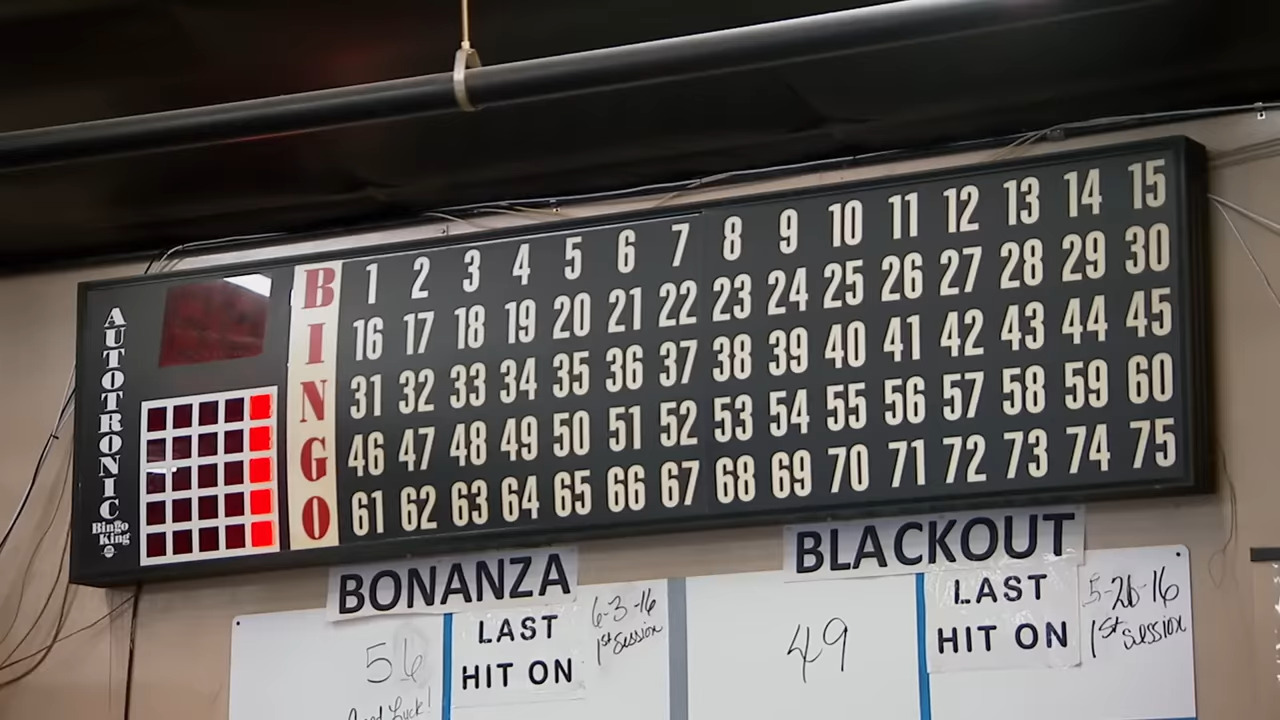 AUTOTRONIC
Bingo
King
BINGO
1 2 3 4 5 6 7 8 9 10 11 12 13 14 15
16 17 18 19 20 21 22 23 24 25 26 27 28 29 30
31 32 33 34 35 36 37 38 39 40 41 42 43 44 45
46 47 48 49 50 51 52 53 54 55 56 57 58 59 60
61 62 63 64 65 66 67 68 69 70 71 72 73 74 75
BONANZA
56
Good Luck!
LAST
HIT ON
6-3-16
1st Session
BLACKOUT
49
LAST
HIT ON
5-26-16
1st Session